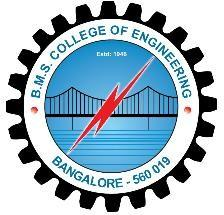 B.M.S. COLLEGE OF ENGINEERING
Estd: 1946
BANGALORE - 560 019